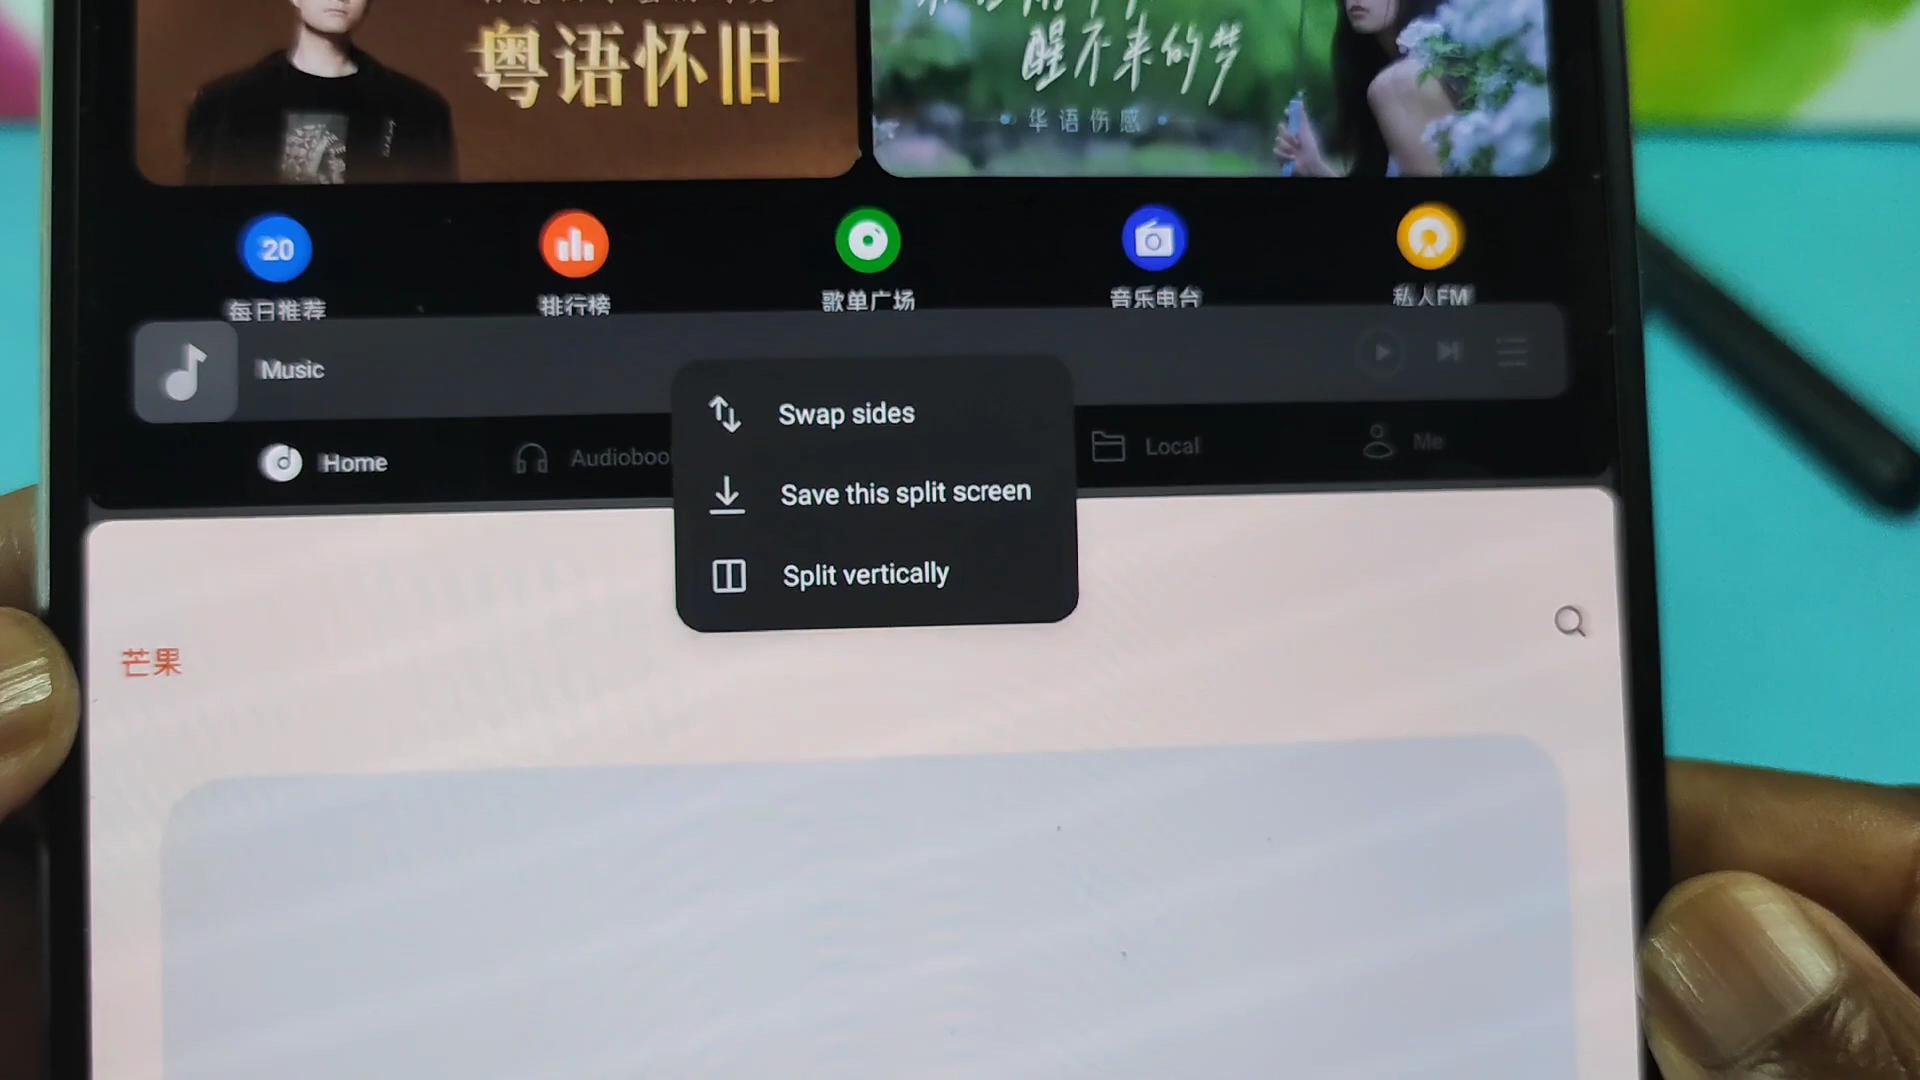 粤语怀旧
醒不来的梦
华语伤感
20
每日推荐
排行榜
歌单广场
音乐电台
私人FM
Music
Home
Audioboo
Local
Me
Swap sides
Save this split screen
Split vertically
芒果